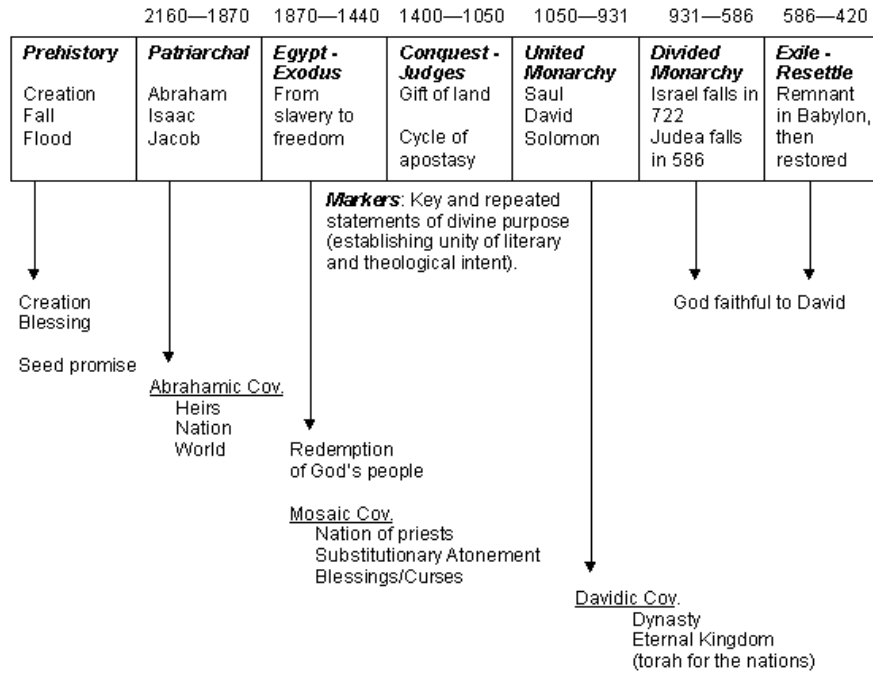 2160—1870 1870—1440 1400—1050 1050—931 931—586 586—420
Prehistory
Creation
Fall
Flood
Patriarchal
Abraham
Isaac
Jacob
Egypt -
Exodus
From
slavery to
freedom
Conquest -
Judges
Gift of land
Cycle of
apostasy
United
Monarchy
Saul
David
Solomon
Divided
Monarchy
Israel falls in
722
Judea falls
in 586
Exile -
Resettle
Remnant
in Babylon,
then
restored
Markers: Key and repeated
statements of divine purpose
(establishing unity of literary
and theological intent).
Creation
Blessing
Seed promise
Abrahamic Cov.
Heirs
Nation
World
Redemption
of God's people
Mosaic Cov.
Nation of priests
Substitutionary Atonement
Blessings/Curses
God faithful to David
Davidic Cov.
Dynasty
Eternal Kingdom
(torah for the nations)